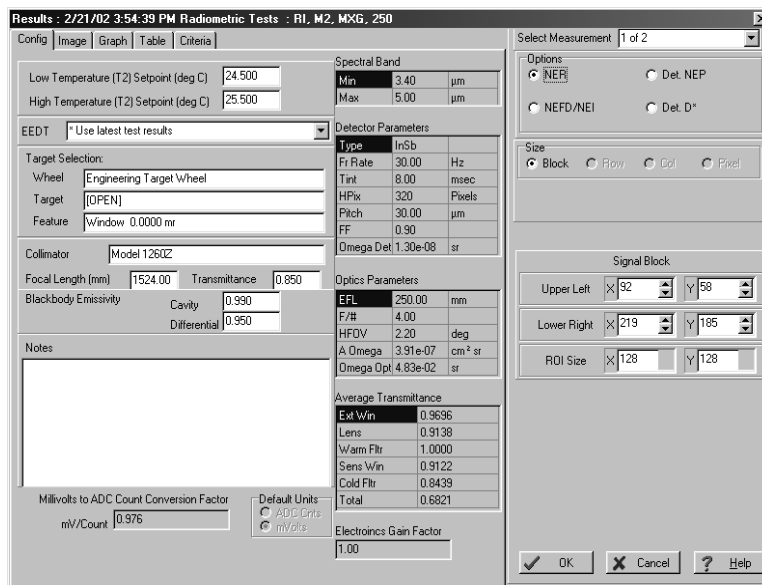 Results : 2/21/02 3:54:39 PM Radiometric Tests : RI, M2, MXG, 250
Config Image Graph Table Criteria
Low Temperature (T2) Setpoint (deg C) 24.500
High Temperature (T2) Setpoint (deg C) 25.500
EEDT * Use latest test results
Target Selection:
Wheel Engineering Target Wheel
Target [OPEN]
Feature Window 0.0000 mr
Collimator Model 1260Z
Focal Length (mm) 1524.00 Transmittance 0.850
Blackbody Emissivity Cavity 0.990
Differential 0.950
Notes
Millivolts to ADC Count Conversion Factor
mV/Count 0.976
Default Units
ADC Cnts
mVolts
Spectral Band
Min 3.40 µm
Max 5.00 µm
Detector Parameters
Type InSb
Fr Rate 30.00 Hz
Tint 8.00 msec
HPix 320 Pixels
Pitch 30.00 µm
FF 0.90
Omega Det 1.30e-08 sr
Optics Parameters
EFL 250.00 mm
F/# 4.00
HFOV 2.20 deg
A Omega 3.91e-07 cm² sr
Omega Opt 4.83e-02 sr
Average Transmittance
Ext Win 0.9696
Lens 0.9138
Warm Fltr 1.0000
Sens Win 0.9122
Cold Fltr 0.8439
Total 0.6821
Electroincs Gain Factor
1.00
Select Measurement 1 of 2
Options
NER Det. NEP
NEFD/NEI Det. D*
Size
Block Row Col Pixel
Signal Block
Upper Left X 92 Y 58
Lower Right X 219 Y 185
ROI Size X 128 Y 128
OK Cancel Help